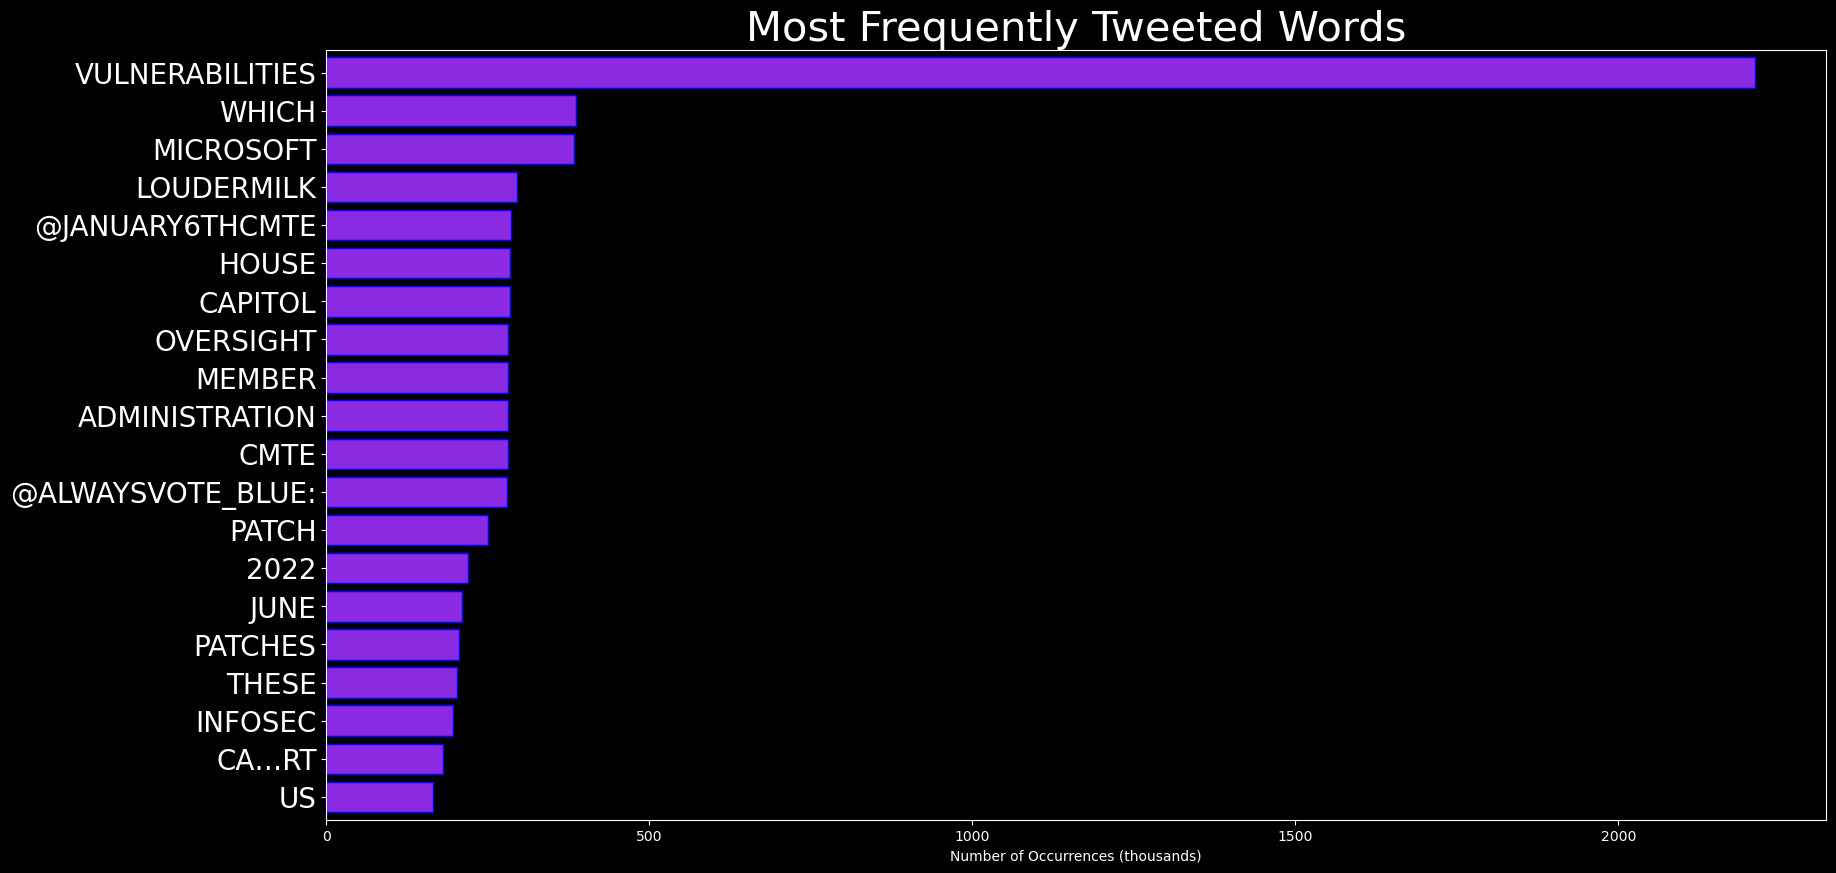 Most Frequently Tweeted Words
VULNERABILITIES
WHICH
MICROSOFT
LOUDERMILK
@JANUARY6THCMTE
HOUSE
CAPITOL
OVERSIGHT
MEMBER
ADMINISTRATION
CMTE
@ALWAYSVOTE_BLUE:
PATCH
2022
JUNE
PATCHES
THESE
INFOSEC
CA…RT
US
0 500 1000 1500 2000
Number of Occurrences (thousands)